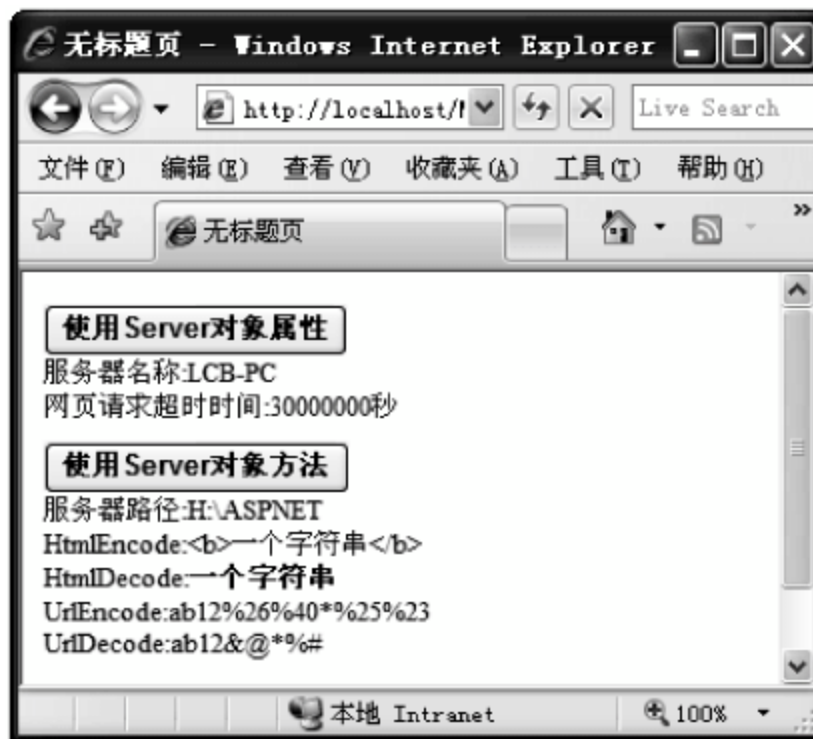 无标题页 - Windows Internet Explorer
http://localhost/
Live Search
文件(F) 编辑(E) 查看(V) 收藏夹(A) 工具(T) 帮助(H)
无标题页
使用Server对象属性
服务器名称:LCB-PC
网页请求超时时间:30000000秒
使用Server对象方法
服务器路径:H:\ASPNET
HtmlEncode:<b>一个字符串</b>
HtmlDecode:一个字符串
UrlEncode:ab12%26%40*%25%23
UrlDecode:ab12&@*%#
本地 Intranet
100%